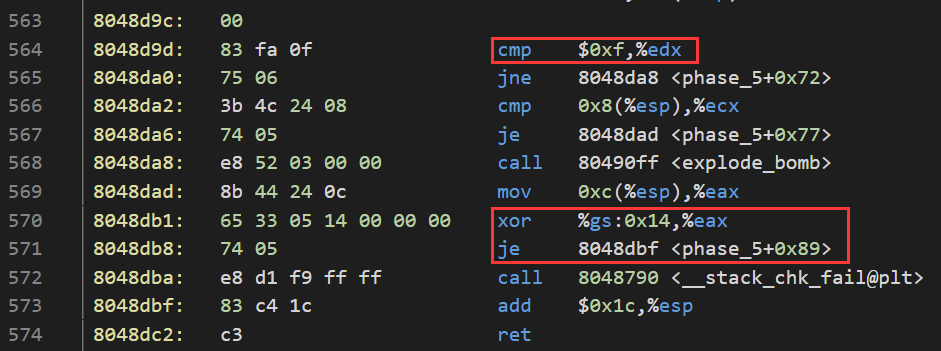 563 8048d9c: 00
564 8048d9d: 83 fa 0f cmp $0xf,%edx
565 8048da0: 75 06 jne 8048da8 <phase_5+0x72>
566 8048da2: 3b 4c 24 08 cmp 0x8(%esp),%ecx
567 8048da6: 74 05 je 8048dad <phase_5+0x77>
568 8048da8: e8 52 03 00 00 call 80490ff <explode_bomb>
569 8048dad: 8b 44 24 0c mov 0xc(%esp),%eax
570 8048db1: 65 33 05 14 00 00 00 xor %gs:0x14,%eax
571 8048db8: 74 05 je 8048dbf <phase_5+0x89>
572 8048dba: e8 d1 f9 ff ff call 8048790 <__stack_chk_fail@plt>
573 8048dbf: 83 c4 1c add $0x1c,%esp
574 8048dc2: c3 ret